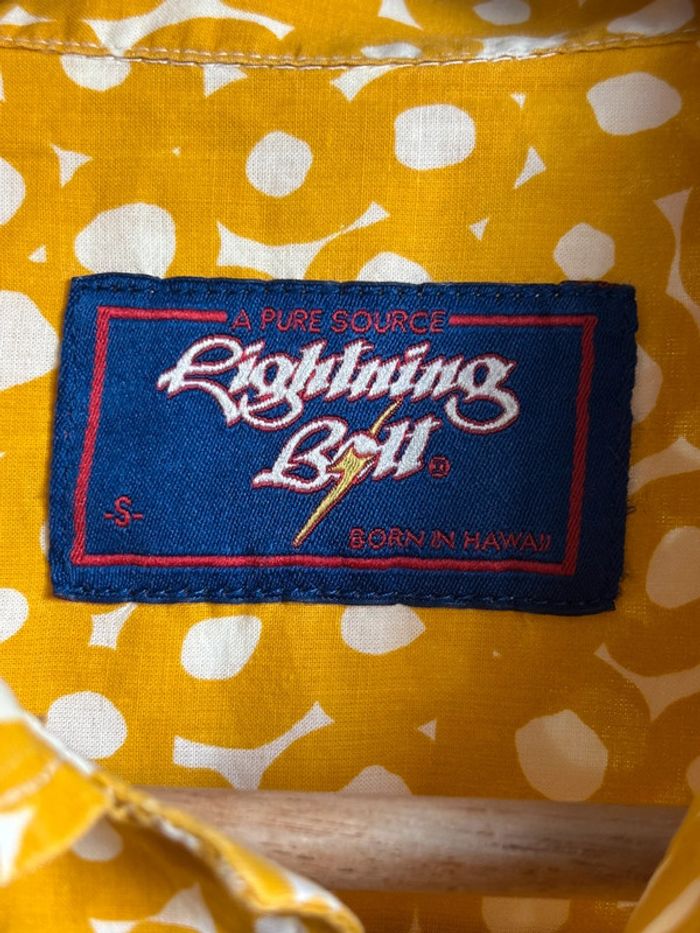 A PURE SOURCE
Lightning
Bolt ®
-S-
BORN IN HAWAII